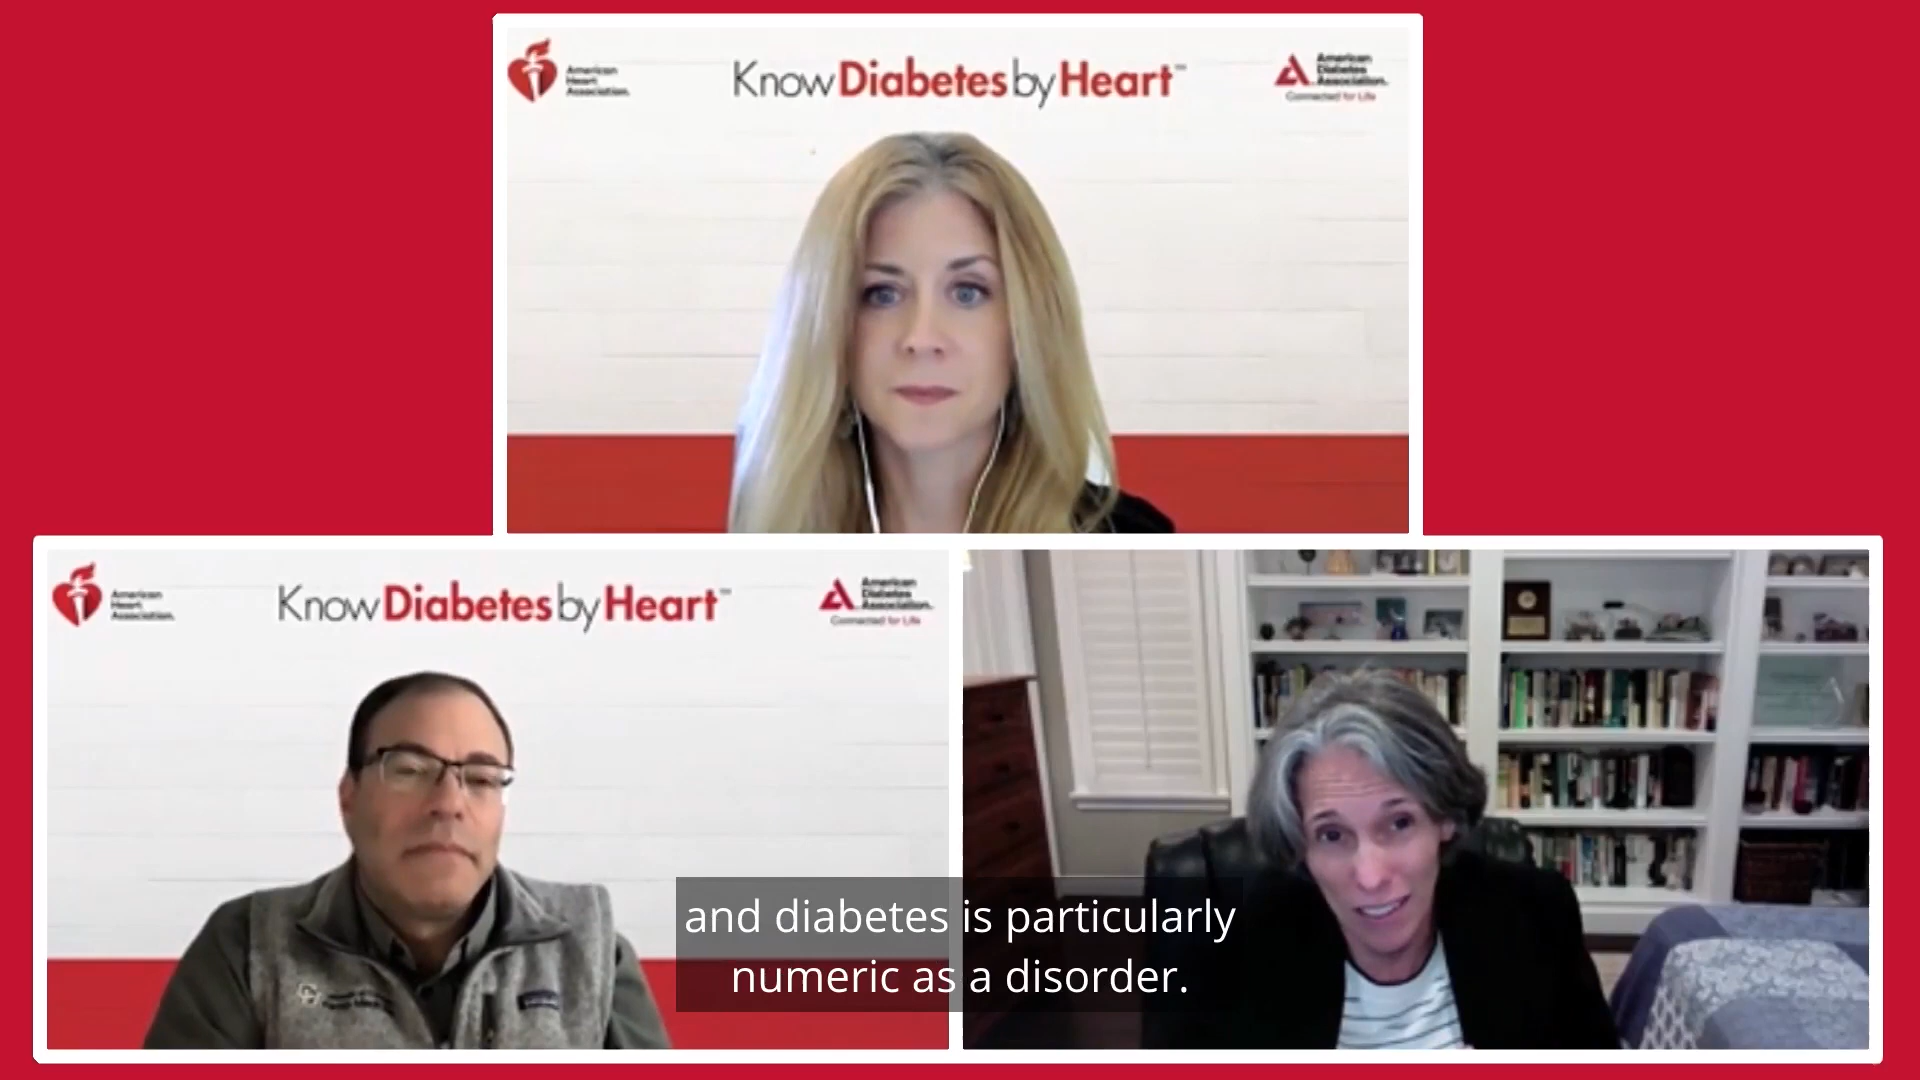 American
Heart
Association.
Know Diabetes by Heart™
American
Diabetes
Association.
Connected for Life
American
Heart
Association.
Know Diabetes by Heart™
American
Diabetes
Association.
Connected for Life
and diabetes is particularly
numeric as a disorder.